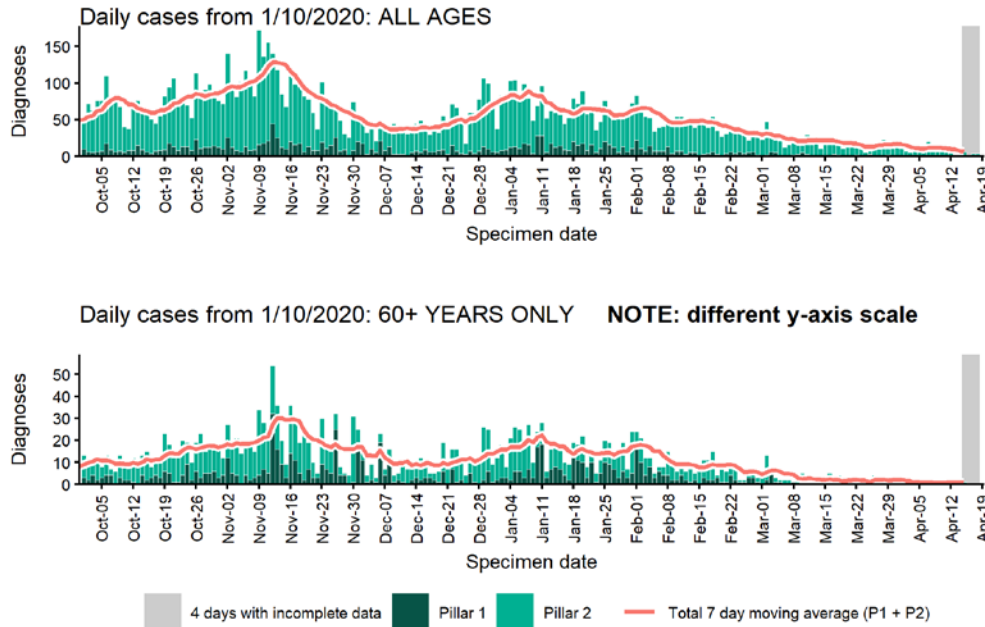 Daily cases from 1/10/2020: ALL AGES
Diagnoses
150
100
50
0
Oct-05
Oct-12
Oct-19
Oct-26
Nov-02
Nov-09
Nov-16
Nov-23
Nov-30
Dec-07
Dec-14
Dec-21
Dec-28
Jan-04
Jan-11
Jan-18
Jan-25
Feb-01
Feb-08
Feb-15
Feb-22
Mar-01
Mar-08
Mar-15
Mar-22
Mar-29
Apr-05
Apr-12
Apr-19
Specimen date
Daily cases from 1/10/2020: 60+ YEARS ONLY NOTE: different y-axis scale
Diagnoses
50
40
30
20
10
0
Oct-05
Oct-12
Oct-19
Oct-26
Nov-02
Nov-09
Nov-16
Nov-23
Nov-30
Dec-07
Dec-14
Dec-21
Dec-28
Jan-04
Jan-11
Jan-18
Jan-25
Feb-01
Feb-08
Feb-15
Feb-22
Mar-01
Mar-08
Mar-15
Mar-22
Mar-29
Apr-05
Apr-12
Apr-19
Specimen date
4 days with incomplete data Pillar 1 Pillar 2 Total 7 day moving average (P1 + P2)